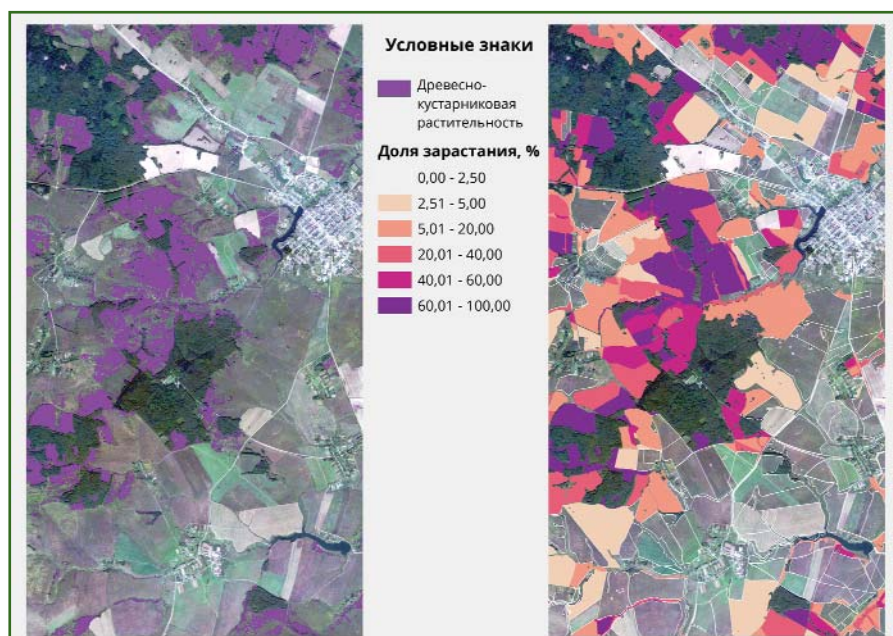 Условные знаки
Древесно-
кустарниковая
растительность
Доля зарастания, %
0,00 - 2,50
2,51 - 5,00
5,01 - 20,00
20,01 - 40,00
40,01 - 60,00
60,01 - 100,00